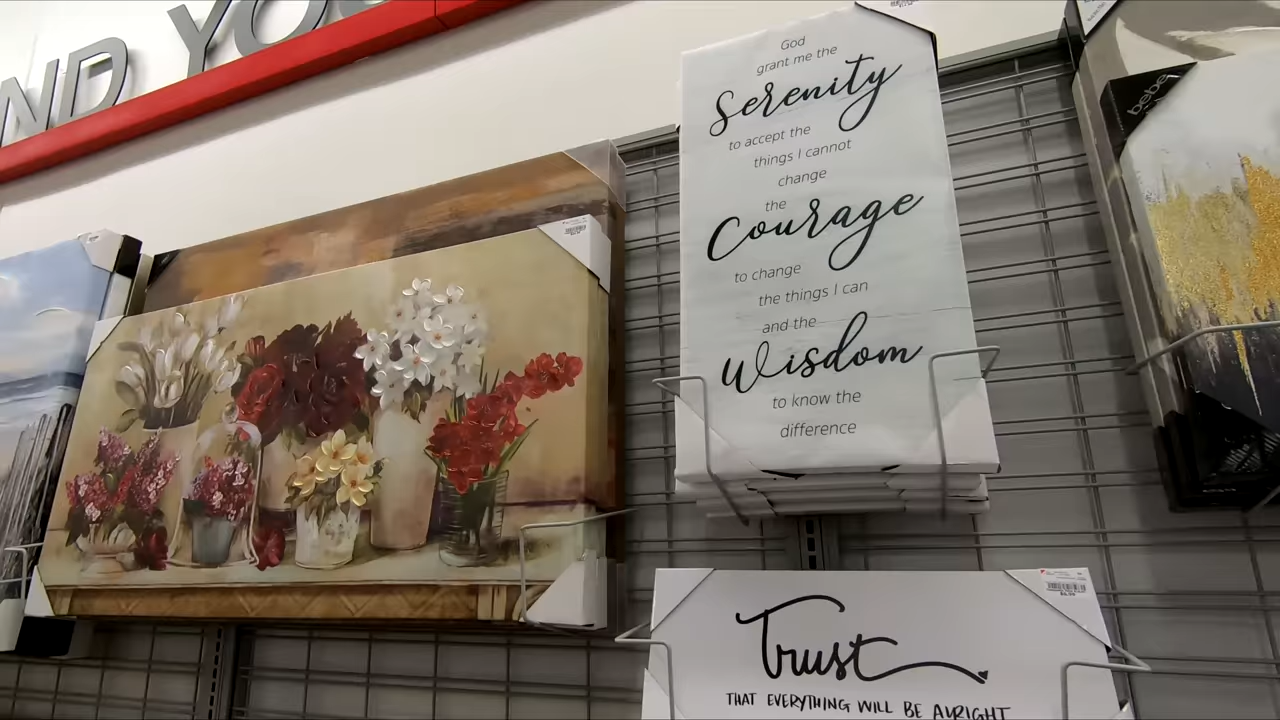 ND YOU
God
grant me the
Serenity
to accept the
things I cannot
change
the
Courage
to change
the things I can
and the
Wisdom
to know the
difference
bebe
Trust
THAT EVERYTHING WILL BE ALRIGHT